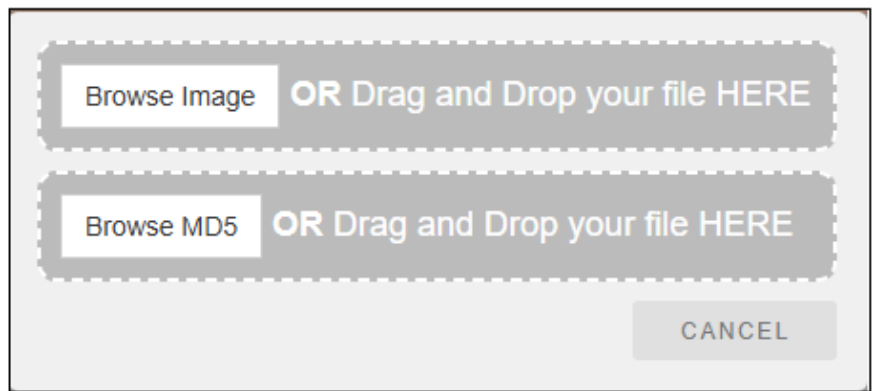 Browse Image OR Drag and Drop your file HERE
Browse MD5 OR Drag and Drop your file HERE
CANCEL